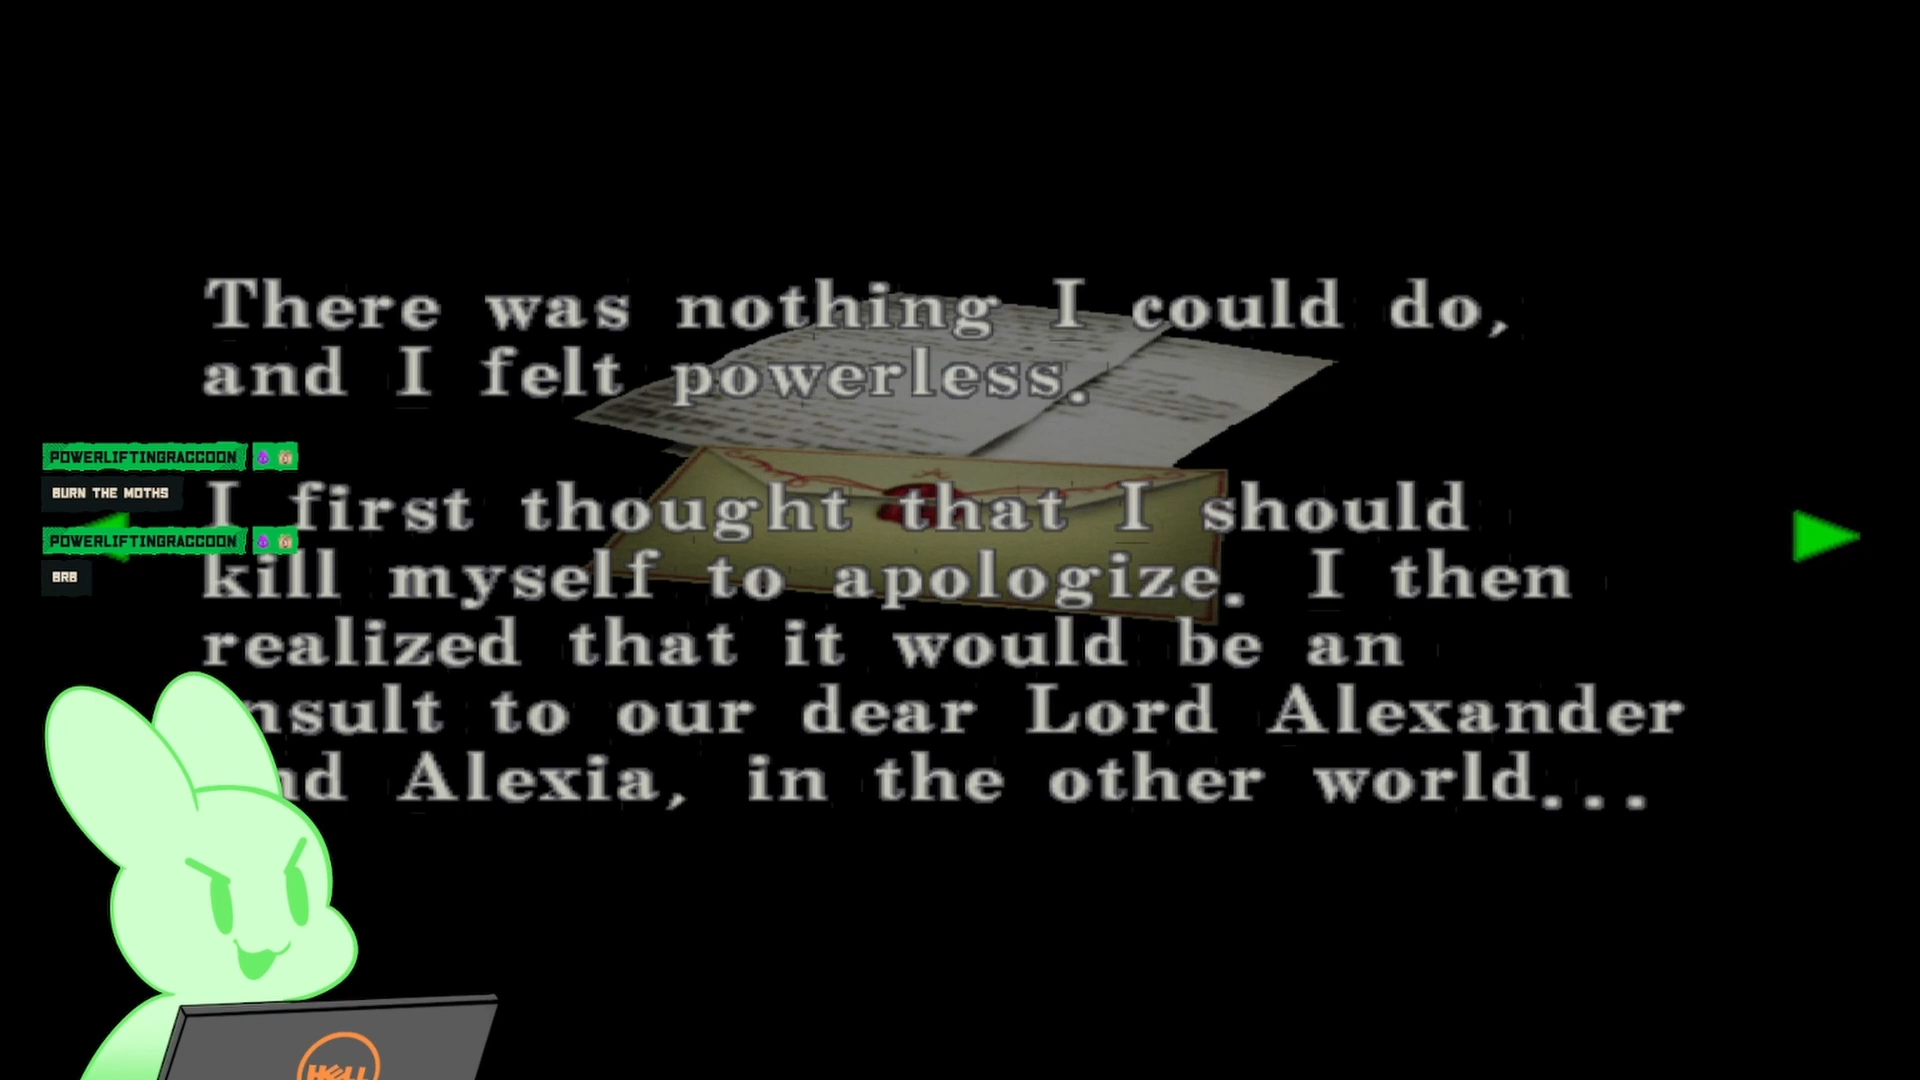 There was nothing I could do,
and I felt powerless.
POWERLIFTINGRACCOON
BURN THE MOTHS
I first thought that I should
POWERLIFTINGRACCOON
BRB
kill myself to apologize. I then
realized that it would be an
nsult to our dear Lord Alexander
nd Alexia, in the other world...
HELL